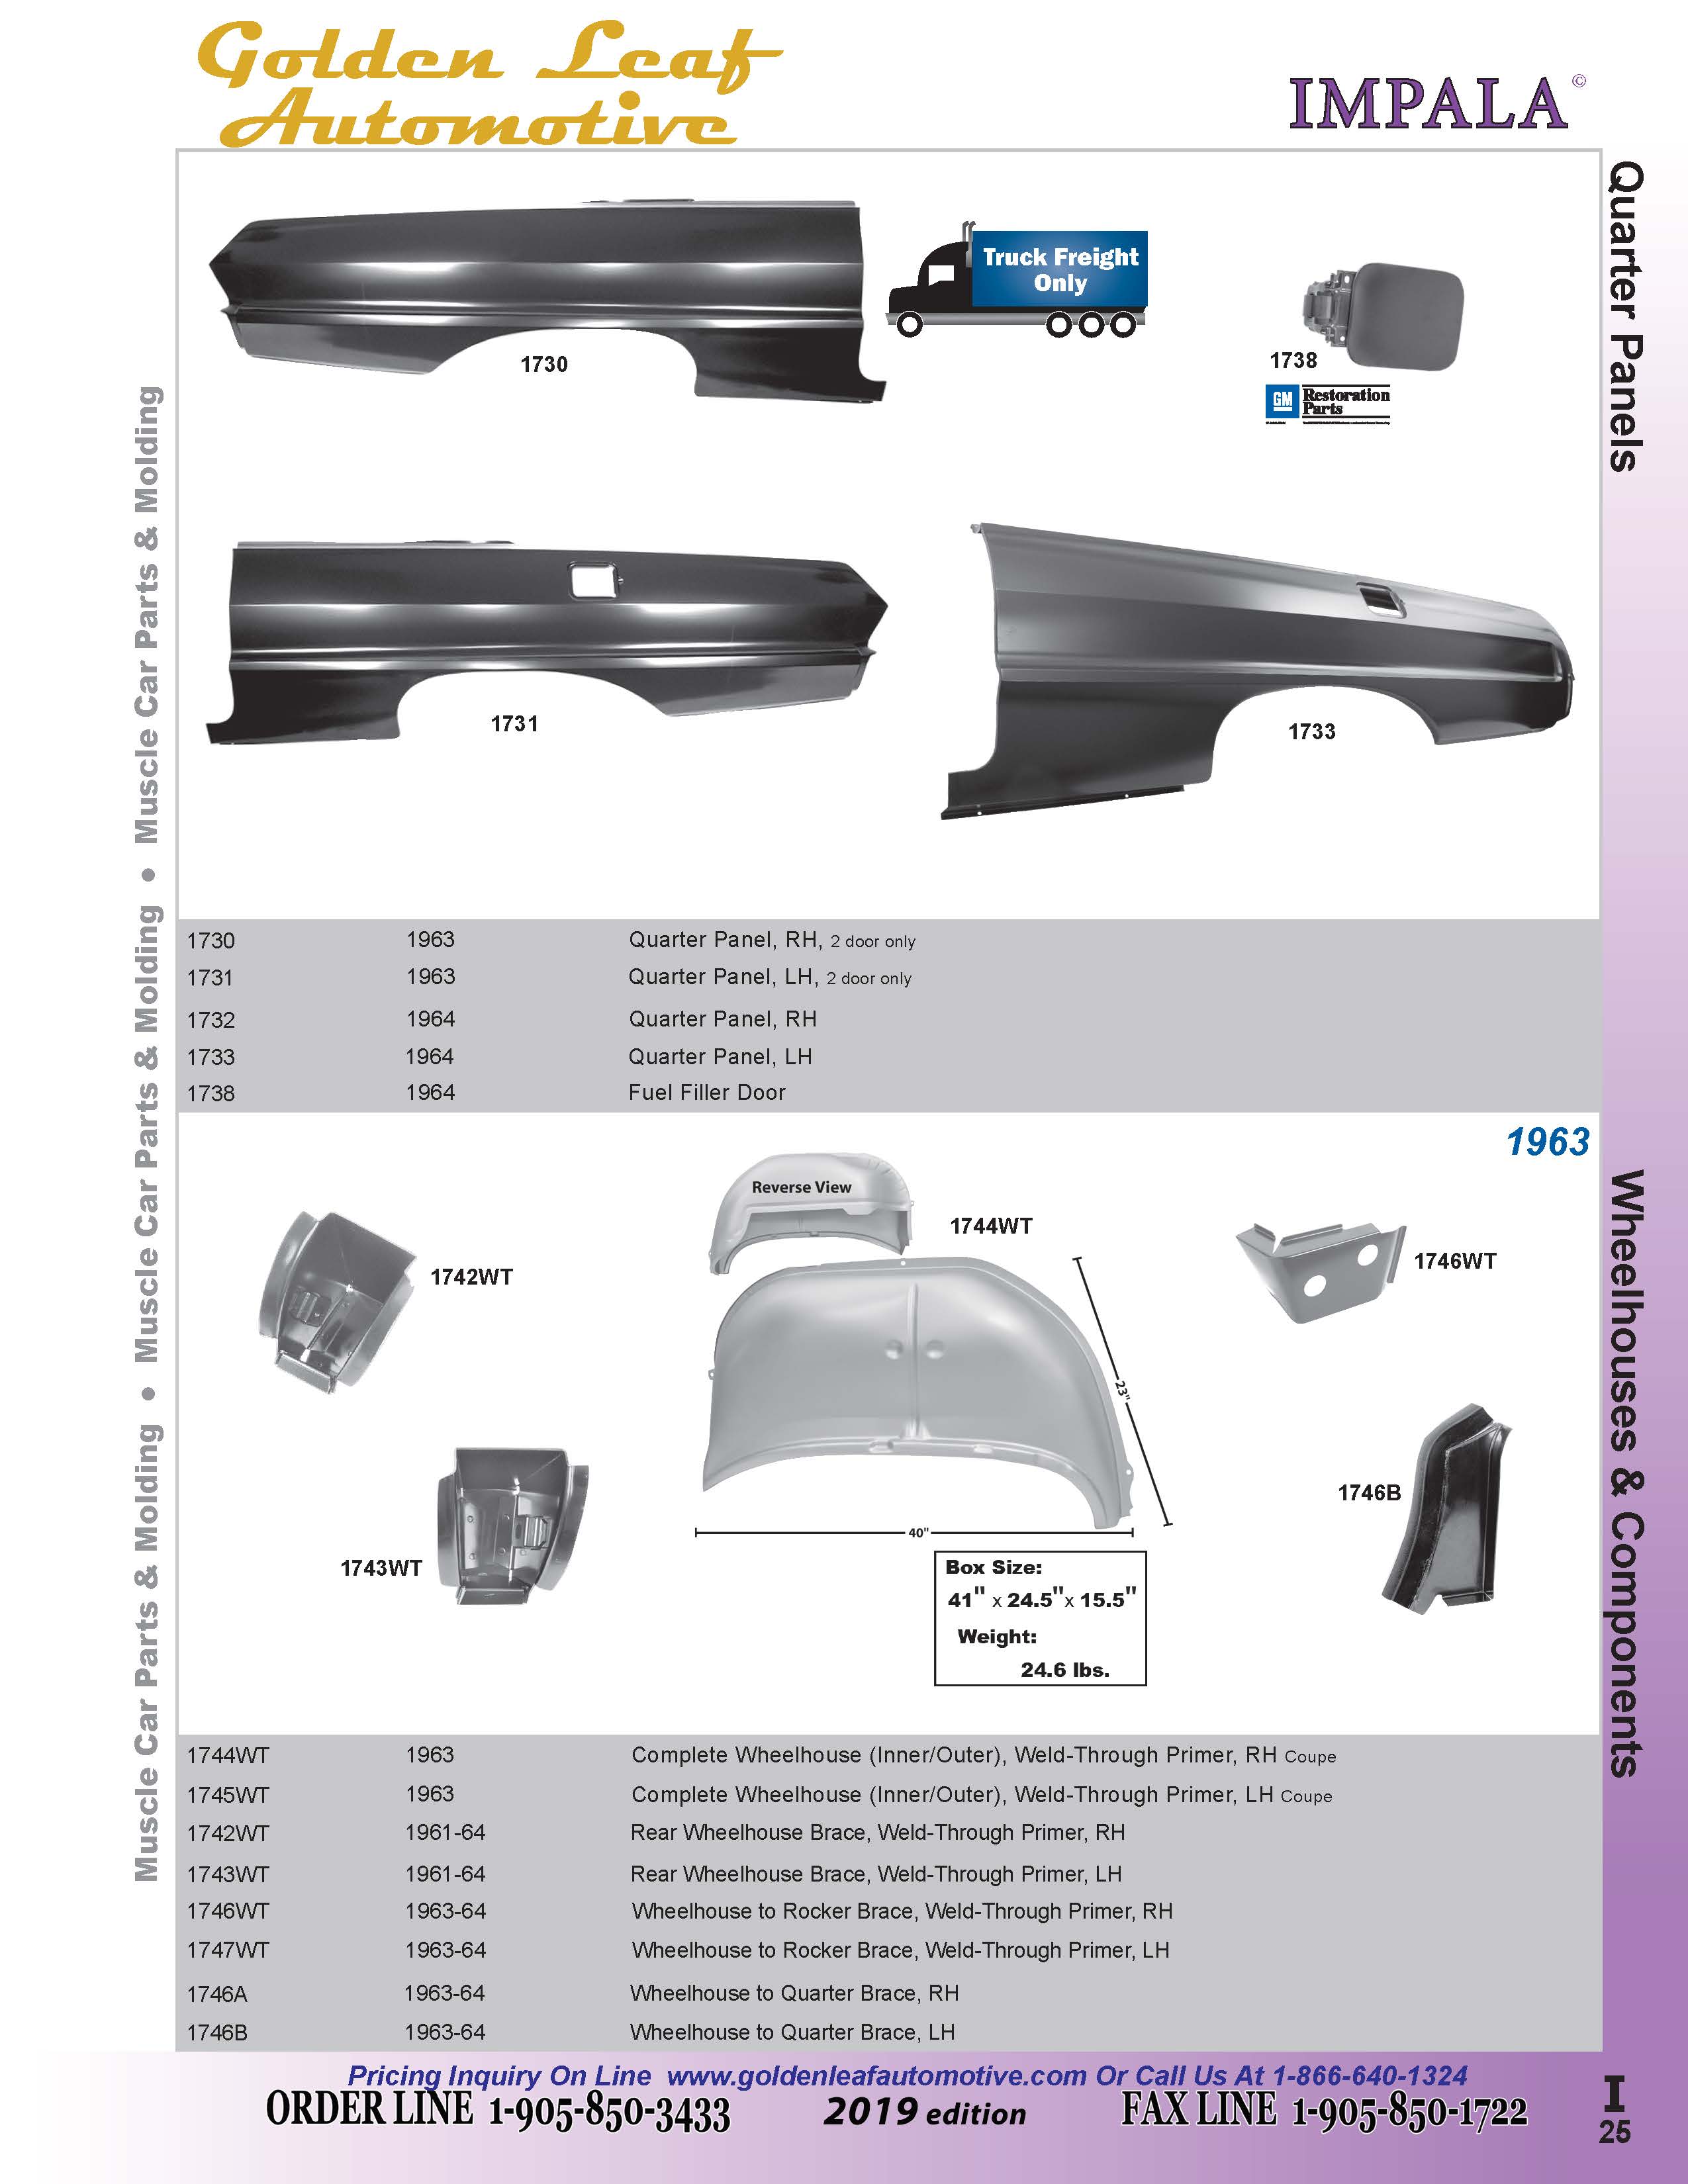 Golden Leaf
Automotive
IMPALA©
Quarter Panels
Truck Freight
Only
1730
1738
GM Restoration
Parts
1731
1733
Muscle Car Parts & Molding • Muscle Car Parts & Molding • Muscle Car Parts & Molding
1730 1963 Quarter Panel, RH, 2 door only
1731 1963 Quarter Panel, LH, 2 door only
1732 1964 Quarter Panel, RH
1733 1964 Quarter Panel, LH
1738 1964 Fuel Filler Door
1963
Wheelhouses & Components
Reverse View
1744WT
1742WT
1746WT
23"
1746B
40"
1743WT
Box Size:
41" x 24.5" x 15.5"
Weight:
24.6 lbs.
1744WT 1963 Complete Wheelhouse (Inner/Outer), Weld-Through Primer, RH Coupe
1745WT 1963 Complete Wheelhouse (Inner/Outer), Weld-Through Primer, LH Coupe
1742WT 1961-64 Rear Wheelhouse Brace, Weld-Through Primer, RH
1743WT 1961-64 Rear Wheelhouse Brace, Weld-Through Primer, LH
1746WT 1963-64 Wheelhouse to Rocker Brace, Weld-Through Primer, RH
1747WT 1963-64 Wheelhouse to Rocker Brace, Weld-Through Primer, LH
1746A 1963-64 Wheelhouse to Quarter Brace, RH
1746B 1963-64 Wheelhouse to Quarter Brace, LH
Pricing Inquiry On Line www.goldenleafautomotive.com Or Call Us At 1-866-640-1324
ORDER LINE 1-905-850-3433 2019 edition FAX LINE 1-905-850-1722
I
25